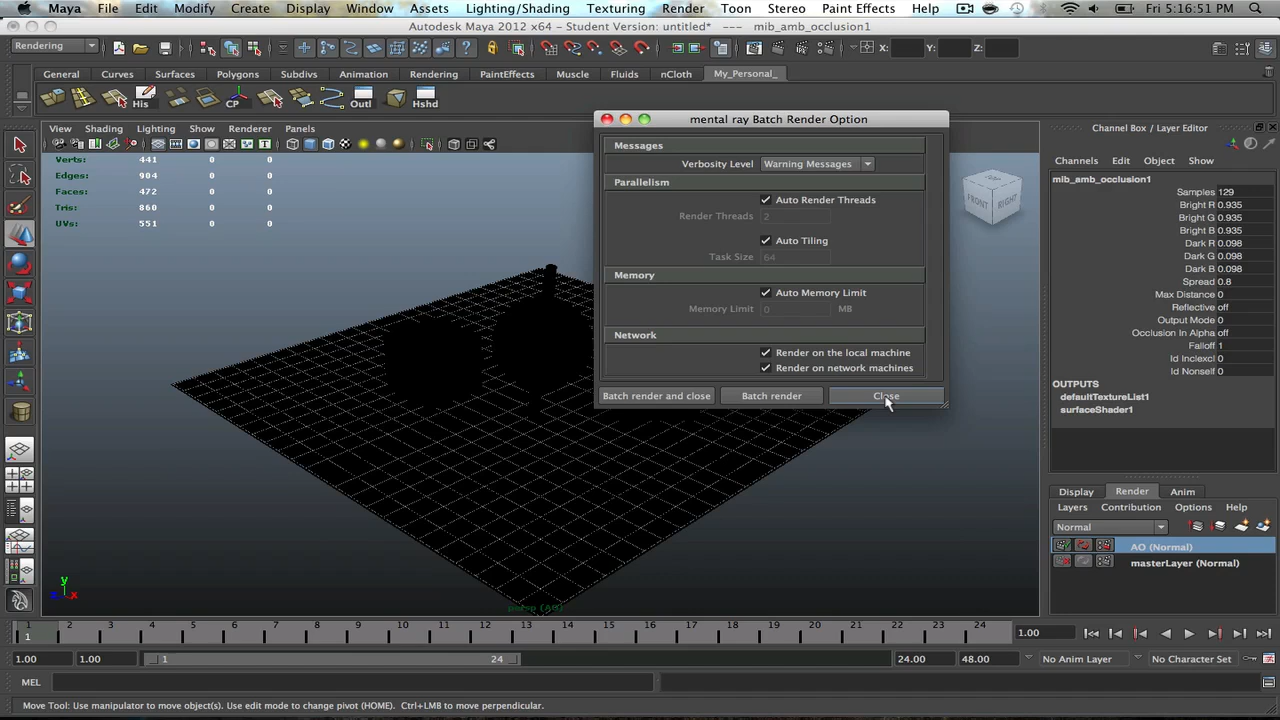 Maya File Edit Modify Create Display Window Assets Lighting/Shading Texturing Render Toon Stereo Paint Effects Help Fri 5:16:51 PM
Autodesk Maya 2012 x64 - Student Version: untitled* --- mib_amb_occlusion1
Rendering X: Y: Z:
General Curves Surfaces Polygons Subdivs Animation Rendering PaintEffects Muscle Fluids nCloth My_Personal_
His CP Outl Hshd
View Shading Lighting Show Renderer Panels
Verts: 441 0 0
Edges: 904 0 0
Faces: 472 0 0
Tris: 860 0 0
UVs: 551 0 0
FRONT RIGHT
mental ray Batch Render Option
Messages
Verbosity Level Warning Messages
Parallelism
Auto Render Threads
Render Threads 2
Auto Tiling
Task Size 64
Memory
Auto Memory Limit
Memory Limit 0 MB
Network
Render on the local machine
Render on network machines
Batch render and close Batch render Close
Channel Box / Layer Editor
Channels Edit Object Show
mib_amb_occlusion1
Samples 129
Bright R 0.935
Bright G 0.935
Bright B 0.935
Dark R 0.098
Dark G 0.098
Dark B 0.098
Spread 0.8
Max Distance 0
Reflective off
Output Mode 0
Occlusion In Alpha off
Falloff 1
Id Inclexcl 0
Id Nonself 0
OUTPUTS
defaultTextureList1
surfaceShader1
Display Render Anim
Layers Contribution Options Help
Normal
AO (Normal)
masterLayer (Normal)
y
z x
persp (AO)
1 2 3 4 5 6 7 8 9 10 11 12 13 14 15 16 17 18 19 20 21 22 23 24
1 1.00
1.00 1.00 1 24 24.00 48.00 No Anim Layer No Character Set
MEL
Move Tool: Use manipulator to move object(s). Use edit mode to change pivot (HOME). Ctrl+LMB to move perpendicular.